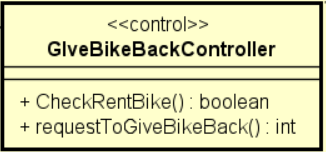 <<control>>
GIveBikeBackController
+ CheckRentBike() : boolean
+ requestToGiveBikeBack() : int